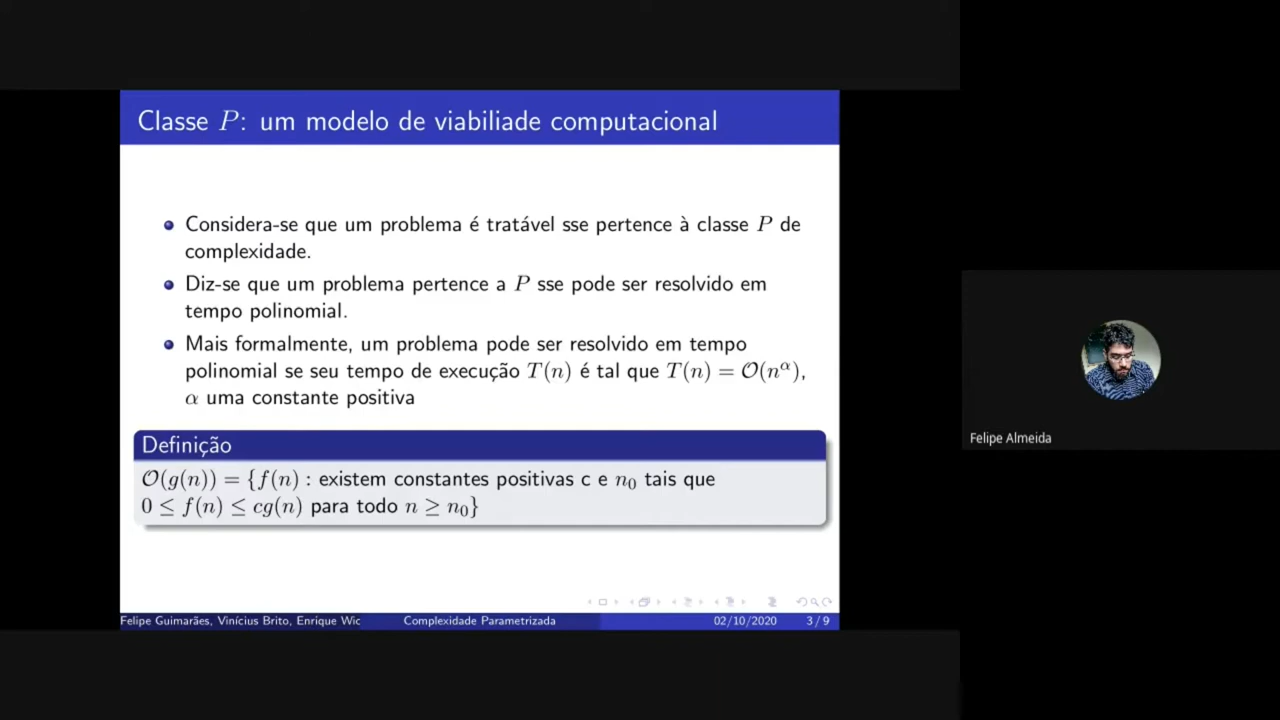 Classe P: um modelo de viabiliade computacional
Considera-se que um problema é tratável sse pertence à classe P de
complexidade.
Diz-se que um problema pertence a P sse pode ser resolvido em
tempo polinomial.
Mais formalmente, um problema pode ser resolvido em tempo
polinomial se seu tempo de execução T(n) é tal que T(n) = O(n^α),
α uma constante positiva
Definição
O(g(n)) = {f(n) : existem constantes positivas c e n₀ tais que
0 ≤ f(n) ≤ cg(n) para todo n ≥ n₀}
Felipe Guimarães, Vinícius Brito, Enrique Wic
Complexidade Parametrizada
02/10/2020
3 / 9
Felipe Almeida